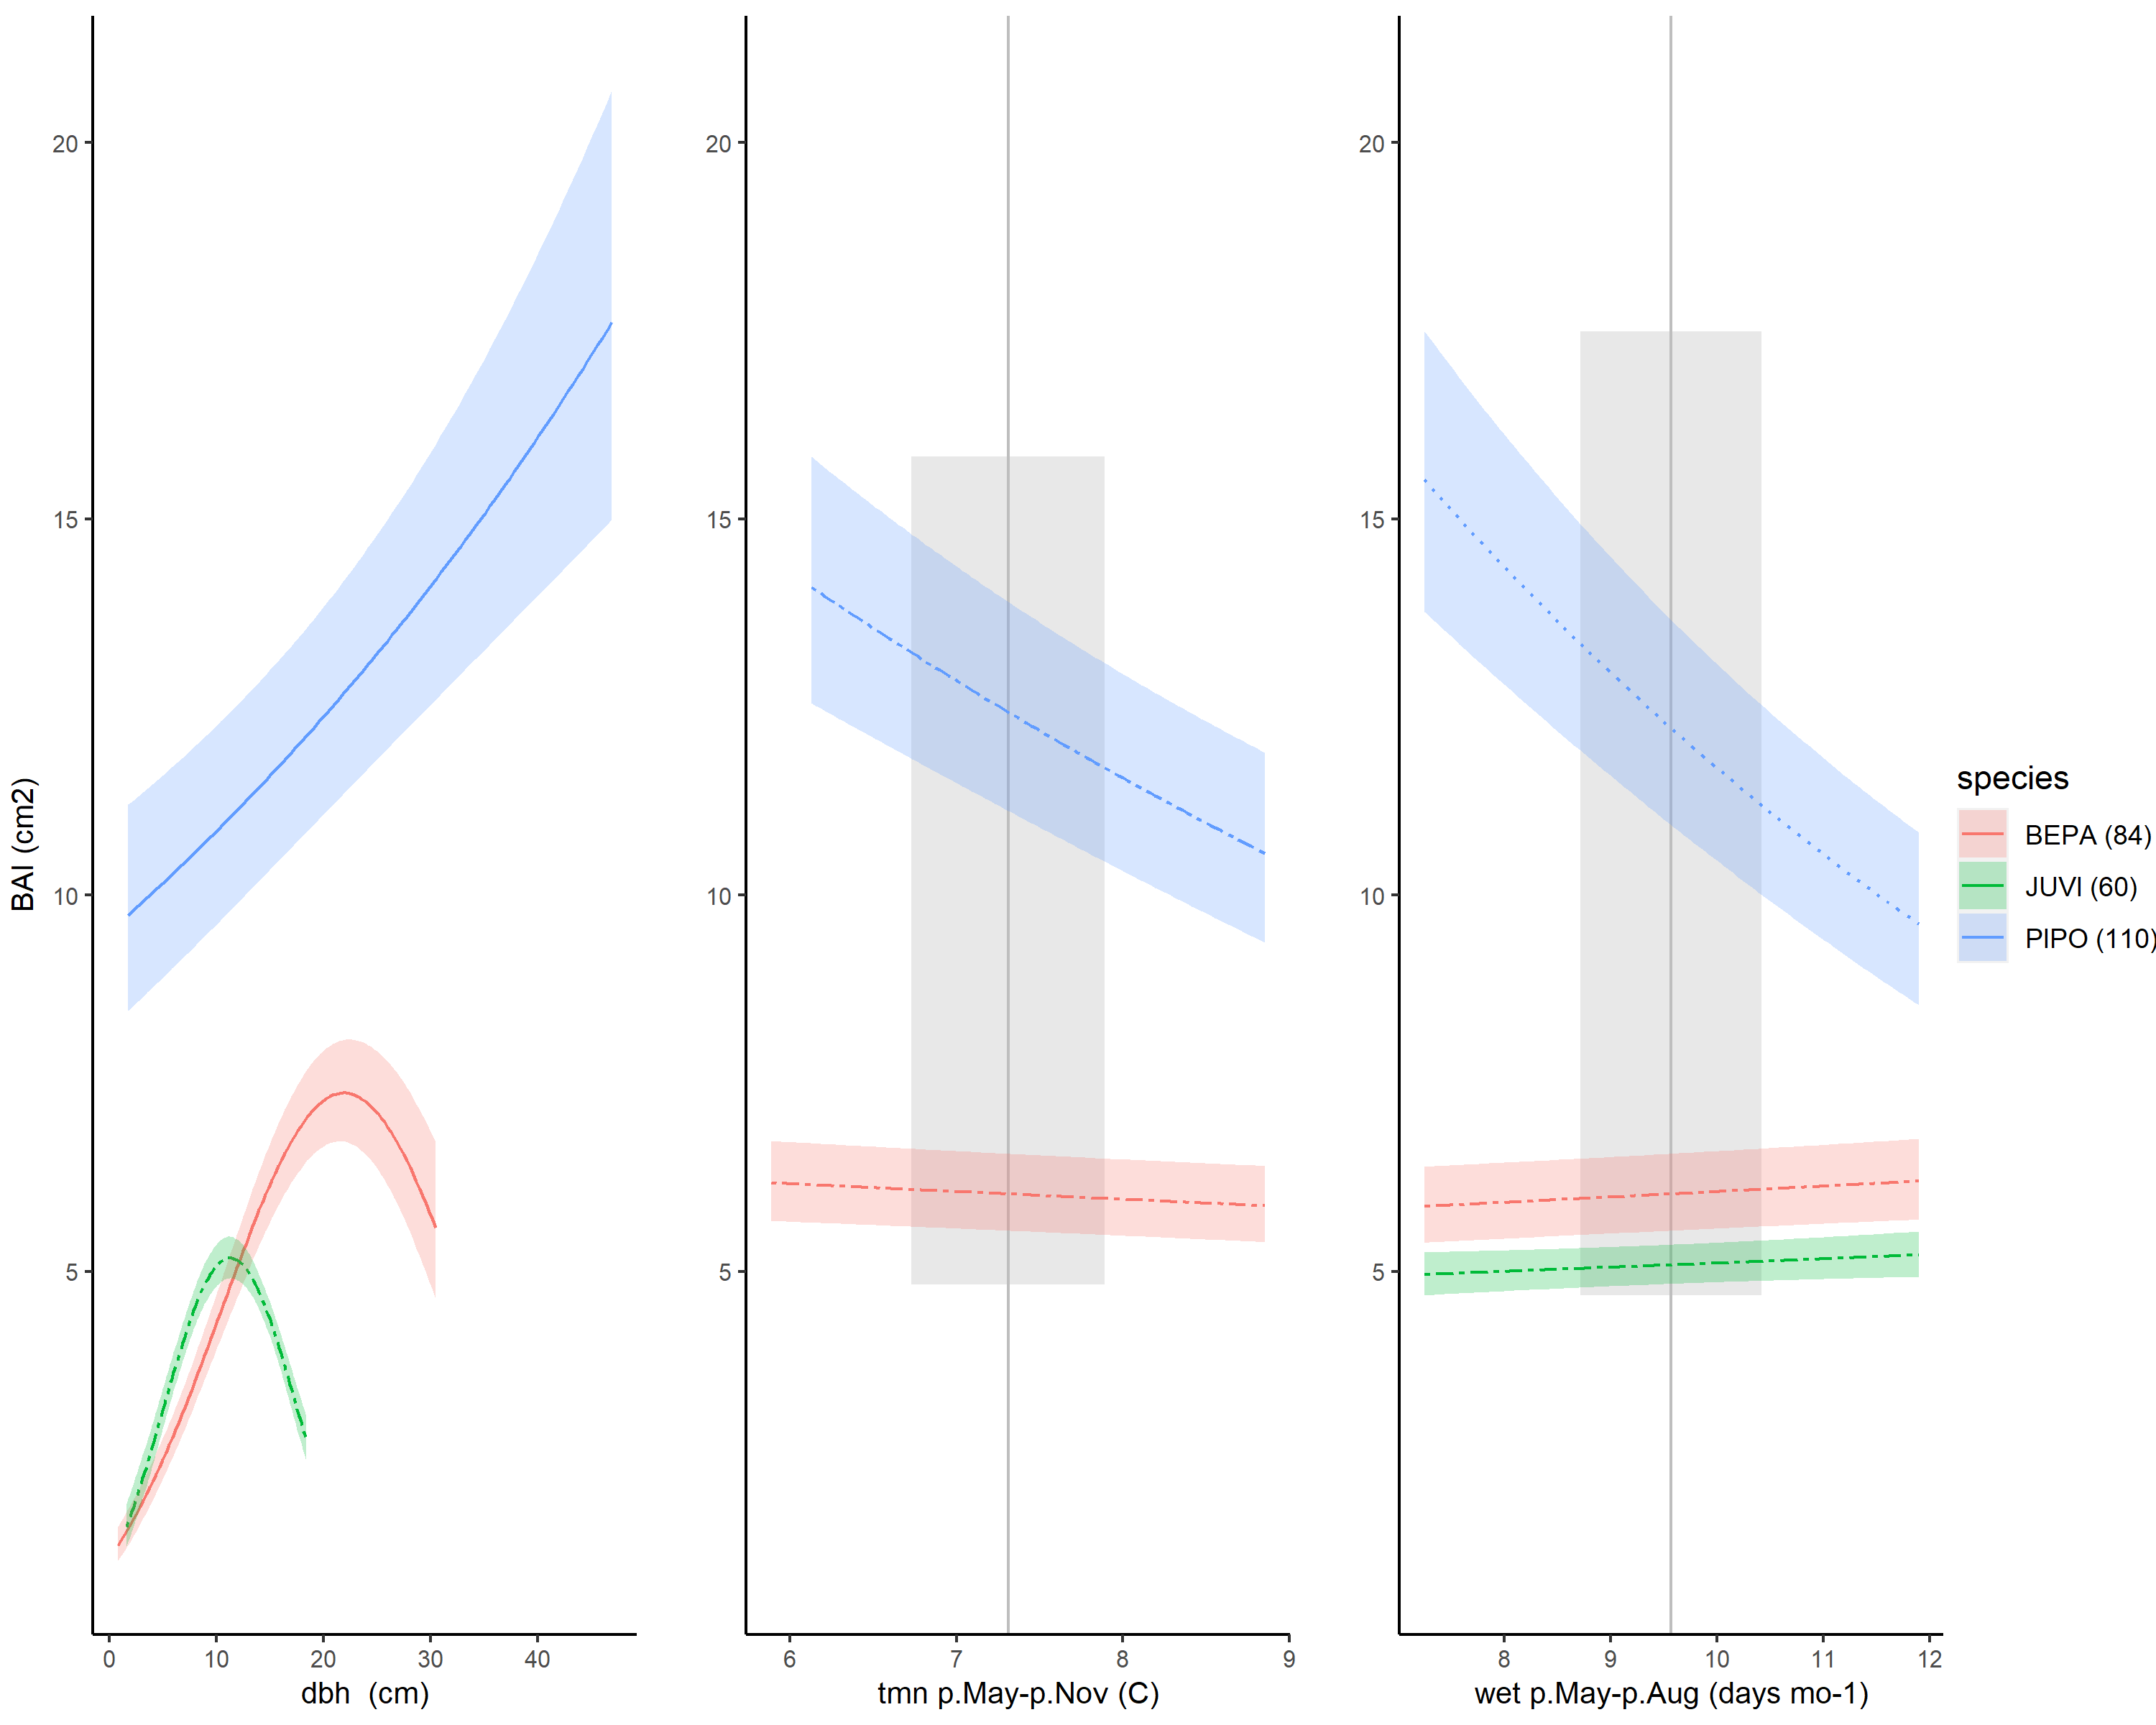 BAI (cm2)
20
15
10
5
0 10 20 30 40
dbh (cm)
20
15
10
5
6 7 8 9
tmn p.May-p.Nov (C)
20
15
10
5
8 9 10 11 12
wet p.May-p.Aug (days mo-1)
species
BEPA (84)
JUVI (60)
PIPO (110)